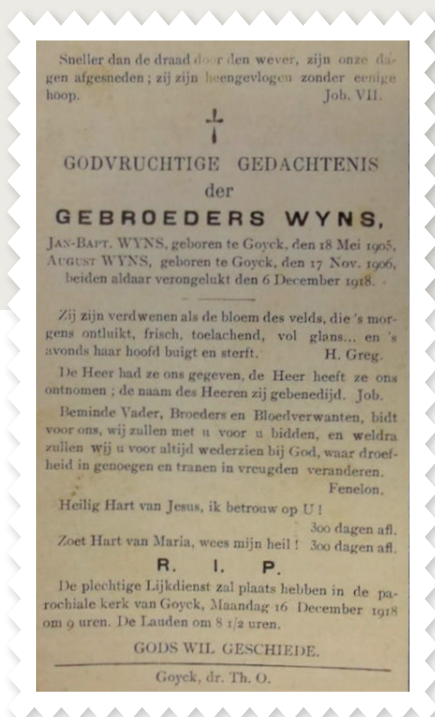 Sneller dan de draad door den wever, zijn onze da-
gen afgesneden ; zij zijn heengevlogen zonder eenige
hoop. Job. VII.
GODVRUCHTIGE GEDACHTENIS
der
GEBROEDERS WYNS,
JAN-BAPT. WYNS, geboren te Goyck, den 18 Mei 1905,
AUGUST WYNS, geboren te Goyck, den 17 Nov. 1906,
beiden aldaar verongelukt den 6 December 1918.
Zij zijn verdwenen als de bloem des velds, die 's mor-
gens ontluikt, frisch, toelachend, vol glans... en 's
avonds haar hoofd buigt en sterft. H. Greg.
De Heer had ze ons gegeven, de Heer heeft ze ons
ontnomen ; de naam des Heeren zij gebenedijd. Job.
Beminde Vader, Broeders en Bloedverwanten, bidt
voor ons, wij zullen met u voor u bidden, en weldra
zullen wij u voor altijd wederzien bij God, waar droef-
heid in genoegen en tranen in vreugden veranderen.
Fenelon.
Heilig Hart van Jesus, ik betrouw op U !
300 dagen afl.
Zoet Hart van Maria, wees mijn heil ! 300 dagen afl.
R. I. P.
De plechtige Lijkdienst zal plaats hebben in de pa-
rochiale kerk van Goyck, Maandag 16 December 1918
om 9 uren. De Lauden om 8 1/2 uren.
GODS WIL GESCHIEDE.
Goyck, dr. Th. O.